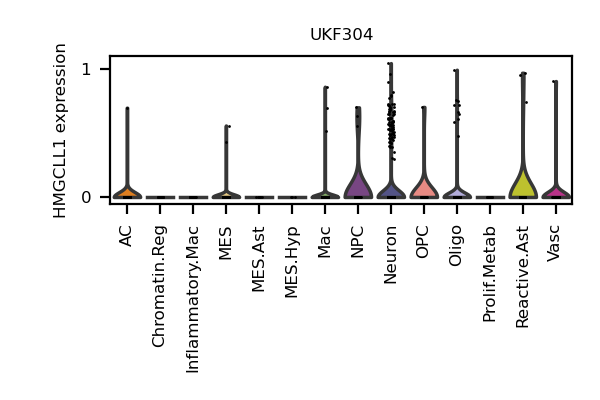 UKF304
HMGCLL1 expression
1
0
AC
Chromatin.Reg
Inflammatory.Mac
MES
MES.Ast
MES.Hyp
Mac
NPC
Neuron
OPC
Oligo
Prolif.Metab
Reactive.Ast
Vasc